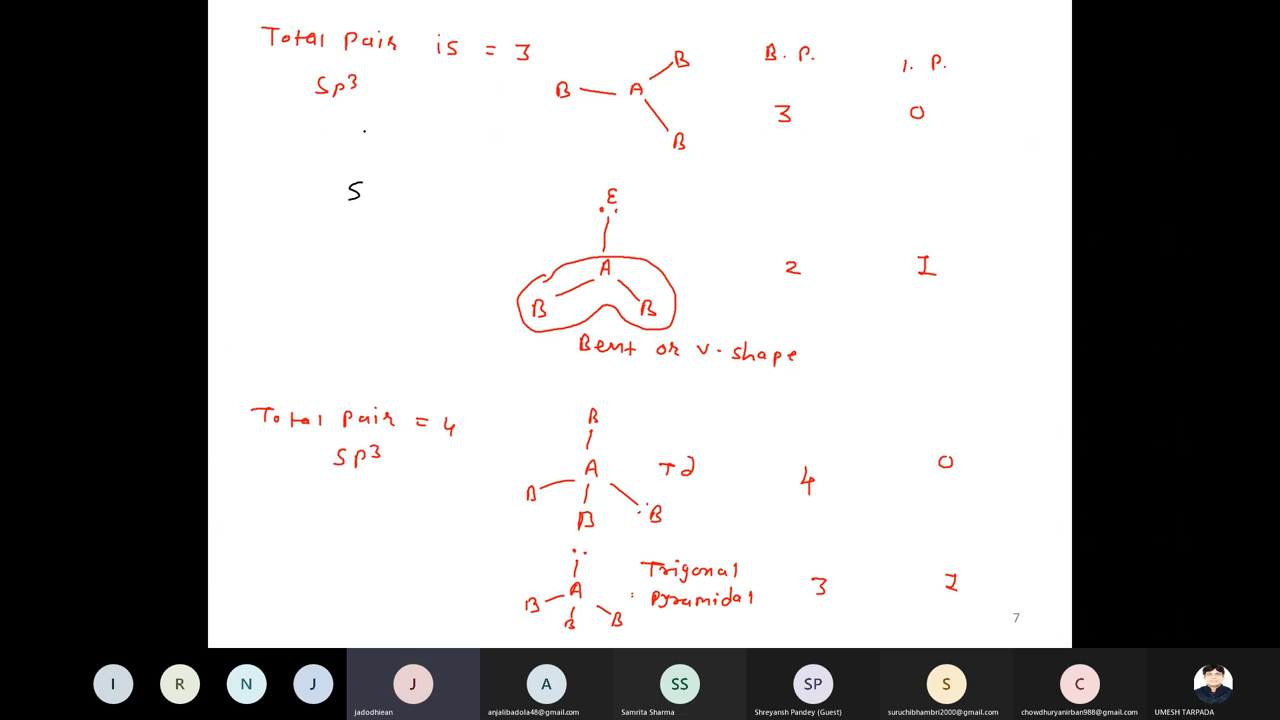 Total Pair is = 3
B. P.
l. P.
sp³
B
B
A
3
0
B
S
E
A
2
1
B
B
Bent or V-shape
Total Pair = 4
B
sp³
A
Td
4
0
B
B
B
Trigonal
A
3
1
B
Pyramidal
B
B
7
I
R
N
J
J
A
SS
SP
S
C
jadodhiean
anjalibadola48@gmail.com
Samrita Sharma
Shreyansh Pandey (Guest)
suruchibhambri2000@gmail.com
chowdhuryanirban988@gmail.com
UMESH TARPADA